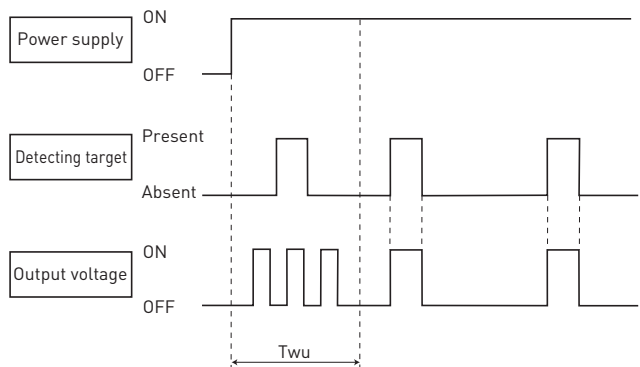 Power supply
ON
OFF
Detecting target
Present
Absent
Output voltage
ON
OFF
Twu